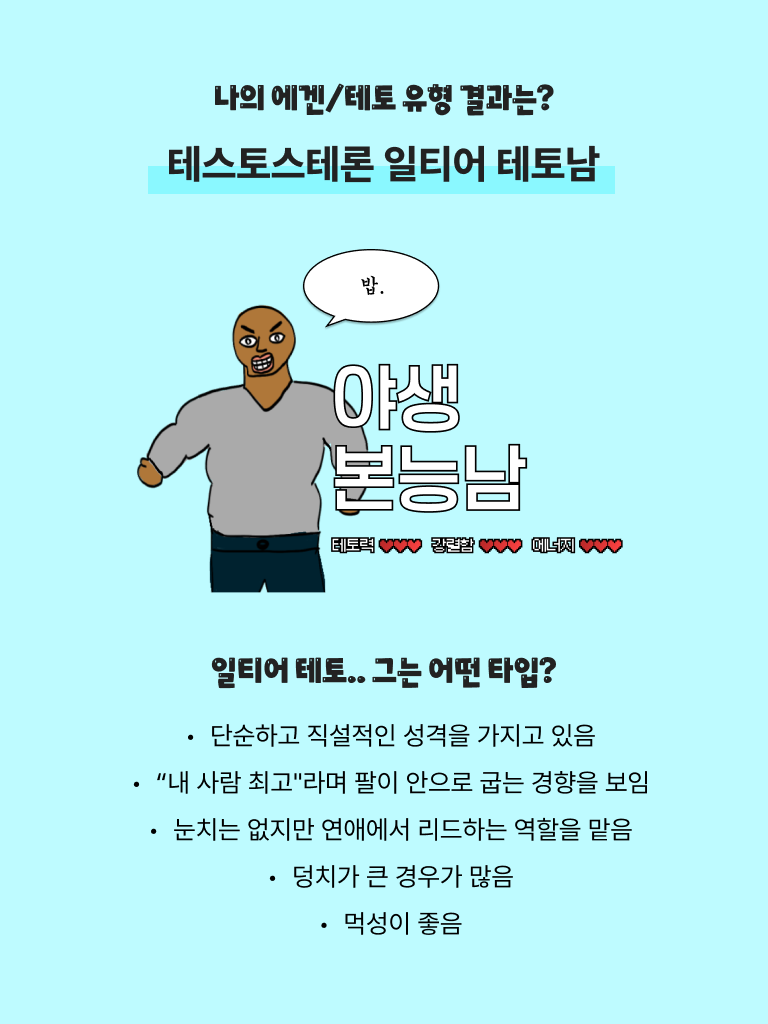 나의 에겐/테토 유형 결과는?
테스토스테론 일티어 테토남
밥.
야생
본능남
테토력 ♥♥♥ 강렬함 ♥♥♥ 에너지 ♥♥♥
일티어 테토.. 그는 어떤 타입?
• 단순하고 직설적인 성격을 가지고 있음
• “내 사람 최고"라며 팔이 안으로 굽는 경향을 보임
• 눈치는 없지만 연애에서 리드하는 역할을 맡음
• 덩치가 큰 경우가 많음
• 먹성이 좋음